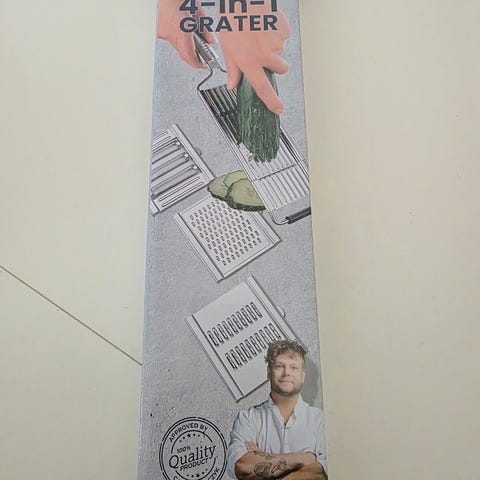 4-in-1
GRATER
APPROVED BY
100%
Quality
PRODUCT